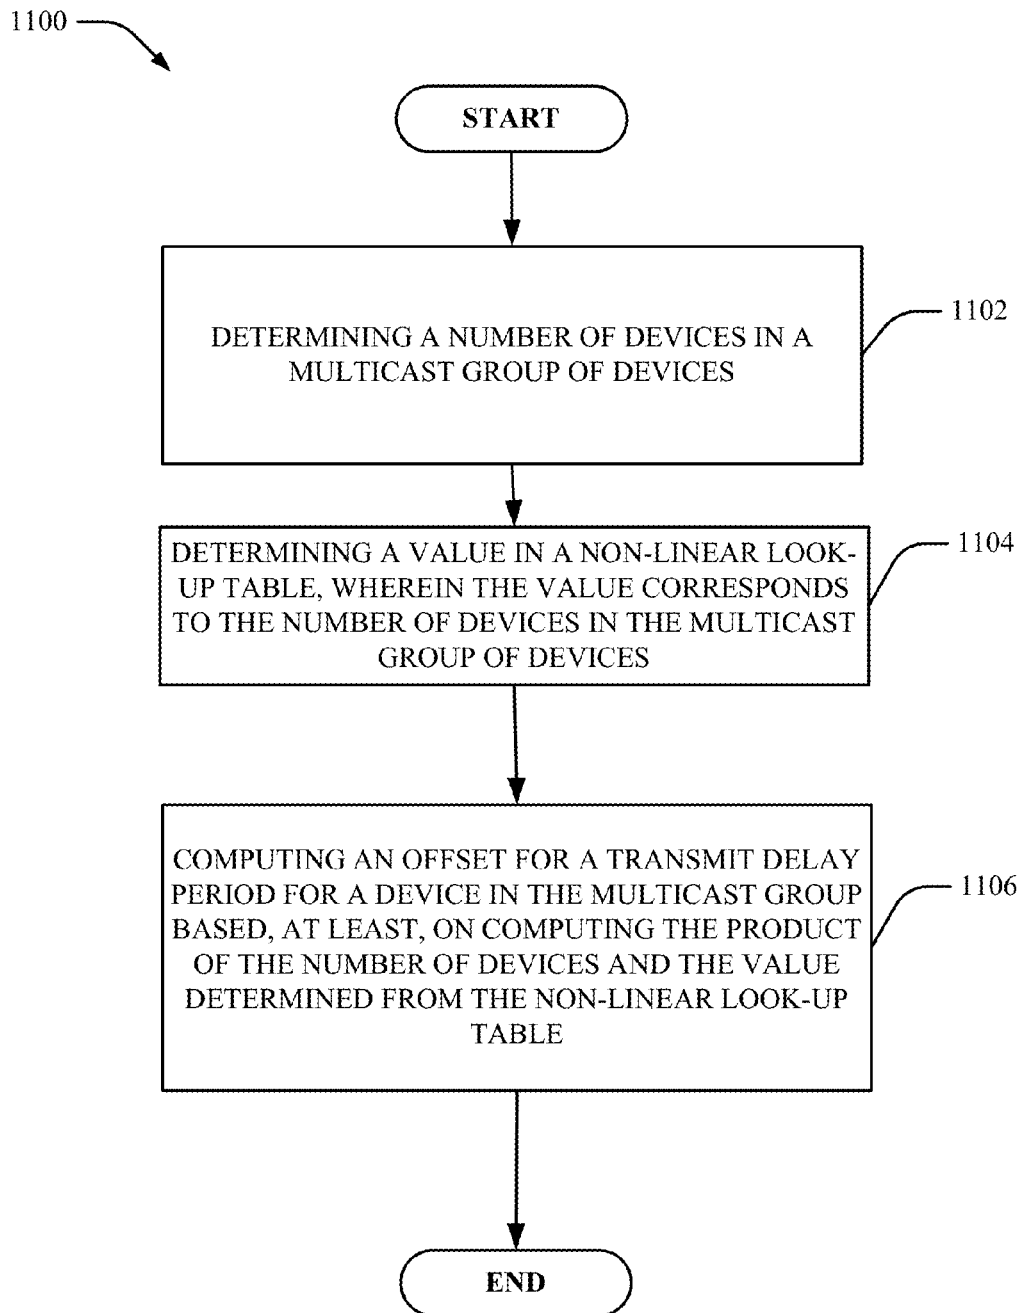 1100
START
DETERMINING A NUMBER OF DEVICES IN A
MULTICAST GROUP OF DEVICES
1102
DETERMINING A VALUE IN A NON-LINEAR LOOK-
UP TABLE, WHEREIN THE VALUE CORRESPONDS
TO THE NUMBER OF DEVICES IN THE MULTICAST
GROUP OF DEVICES
1104
COMPUTING AN OFFSET FOR A TRANSMIT DELAY
PERIOD FOR A DEVICE IN THE MULTICAST GROUP
BASED, AT LEAST, ON COMPUTING THE PRODUCT
OF THE NUMBER OF DEVICES AND THE VALUE
DETERMINED FROM THE NON-LINEAR LOOK-UP
TABLE
1106
END